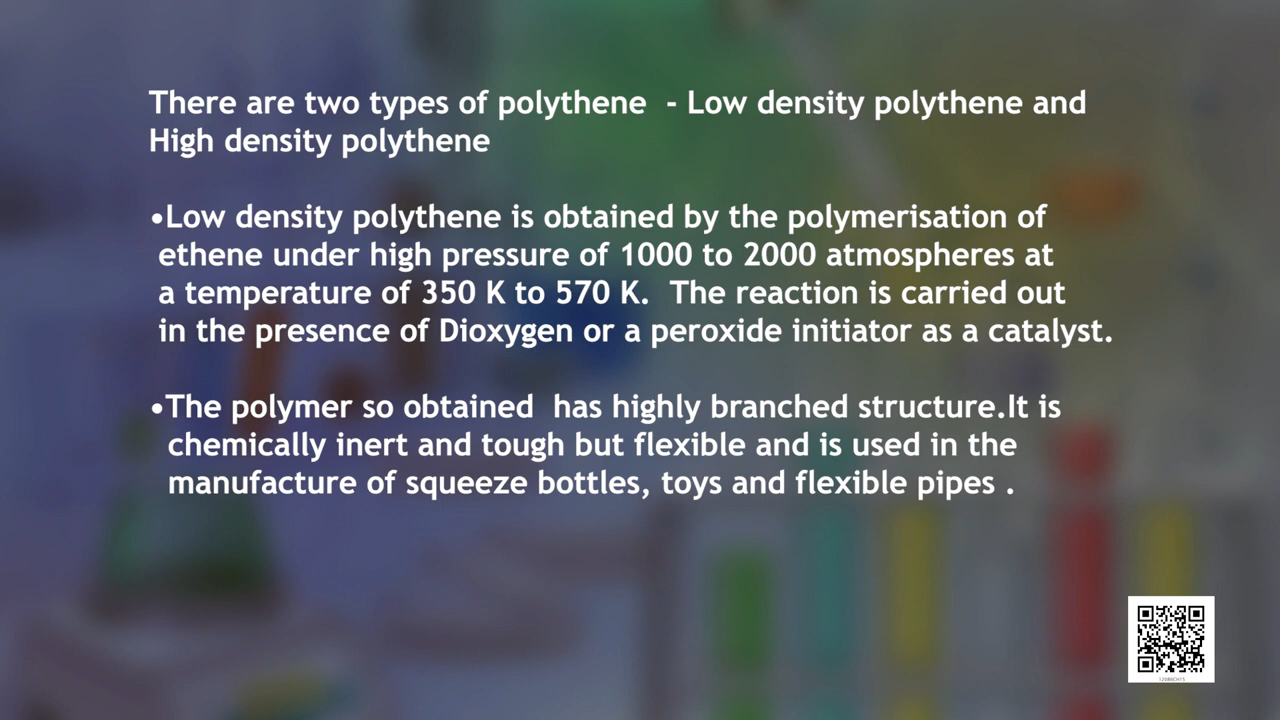 There are two types of polythene  - Low density polythene and
High density polythene
•Low density polythene is obtained by the polymerisation of
ethene under high pressure of 1000 to 2000 atmospheres at
a temperature of 350 K to 570 K.  The reaction is carried out
in the presence of Dioxygen or a peroxide initiator as a catalyst.
•The polymer so obtained  has highly branched structure.It is
chemically inert and tough but flexible and is used in the
manufacture of squeeze bottles, toys and flexible pipes .